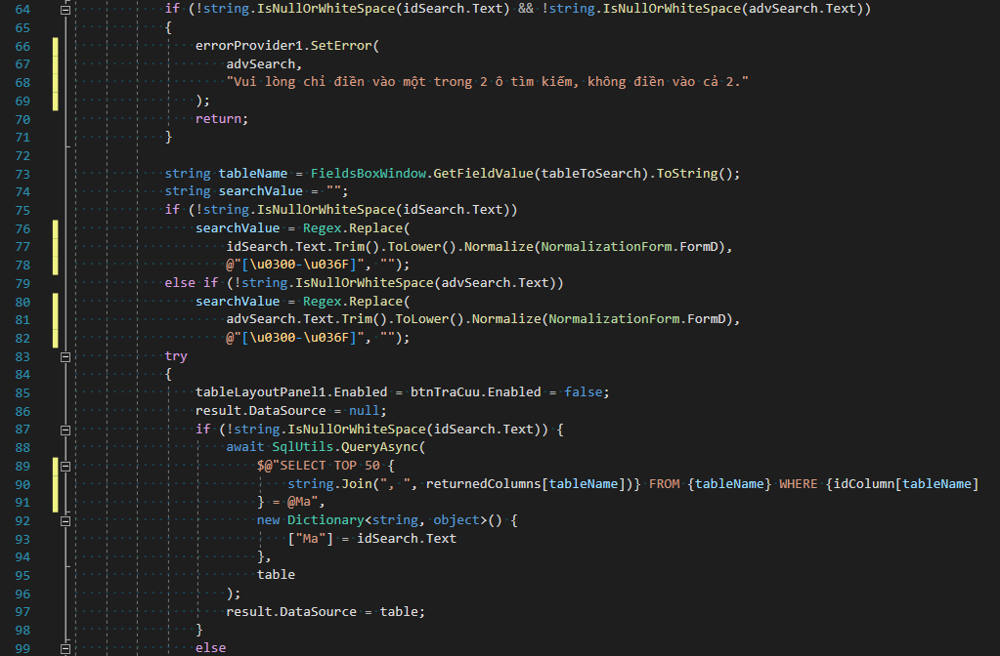 64 if (!string.IsNullOrWhiteSpace(idSearch.Text) && !string.IsNullOrWhiteSpace(advSearch.Text))
65 {
66 errorProvider1.SetError(
67 advSearch,
68 "Vui lòng chỉ điền vào một trong 2 ô tìm kiếm, không điền vào cả 2."
69 );
70 return;
71 }
72
73 string tableName = FieldsBoxWindow.GetFieldValue(tableToSearch).ToString();
74 string searchValue = "";
75 if (!string.IsNullOrWhiteSpace(idSearch.Text))
76 searchValue = Regex.Replace(
77 idSearch.Text.Trim().ToLower().Normalize(NormalizationForm.FormD),
78 @"[\u0300-\u036F]", "");
79 else if (!string.IsNullOrWhiteSpace(advSearch.Text))
80 searchValue = Regex.Replace(
81 advSearch.Text.Trim().ToLower().Normalize(NormalizationForm.FormD),
82 @"[\u0300-\u036F]", "");
83 try
84 {
85 tableLayoutPanel1.Enabled = btnTraCuu.Enabled = false;
86 result.DataSource = null;
87 if (!string.IsNullOrWhiteSpace(idSearch.Text)) {
88 await SqlUtils.QueryAsync(
89 $@"SELECT TOP 50 {
90 string.Join(", ", returnedColumns[tableName])} FROM {tableName} WHERE {idColumn[tableName]
91 } = @Ma",
92 new Dictionary<string, object>() {
93 ["Ma"] = idSearch.Text
94 },
95 table
96 );
97 result.DataSource = table;
98 }
99 else